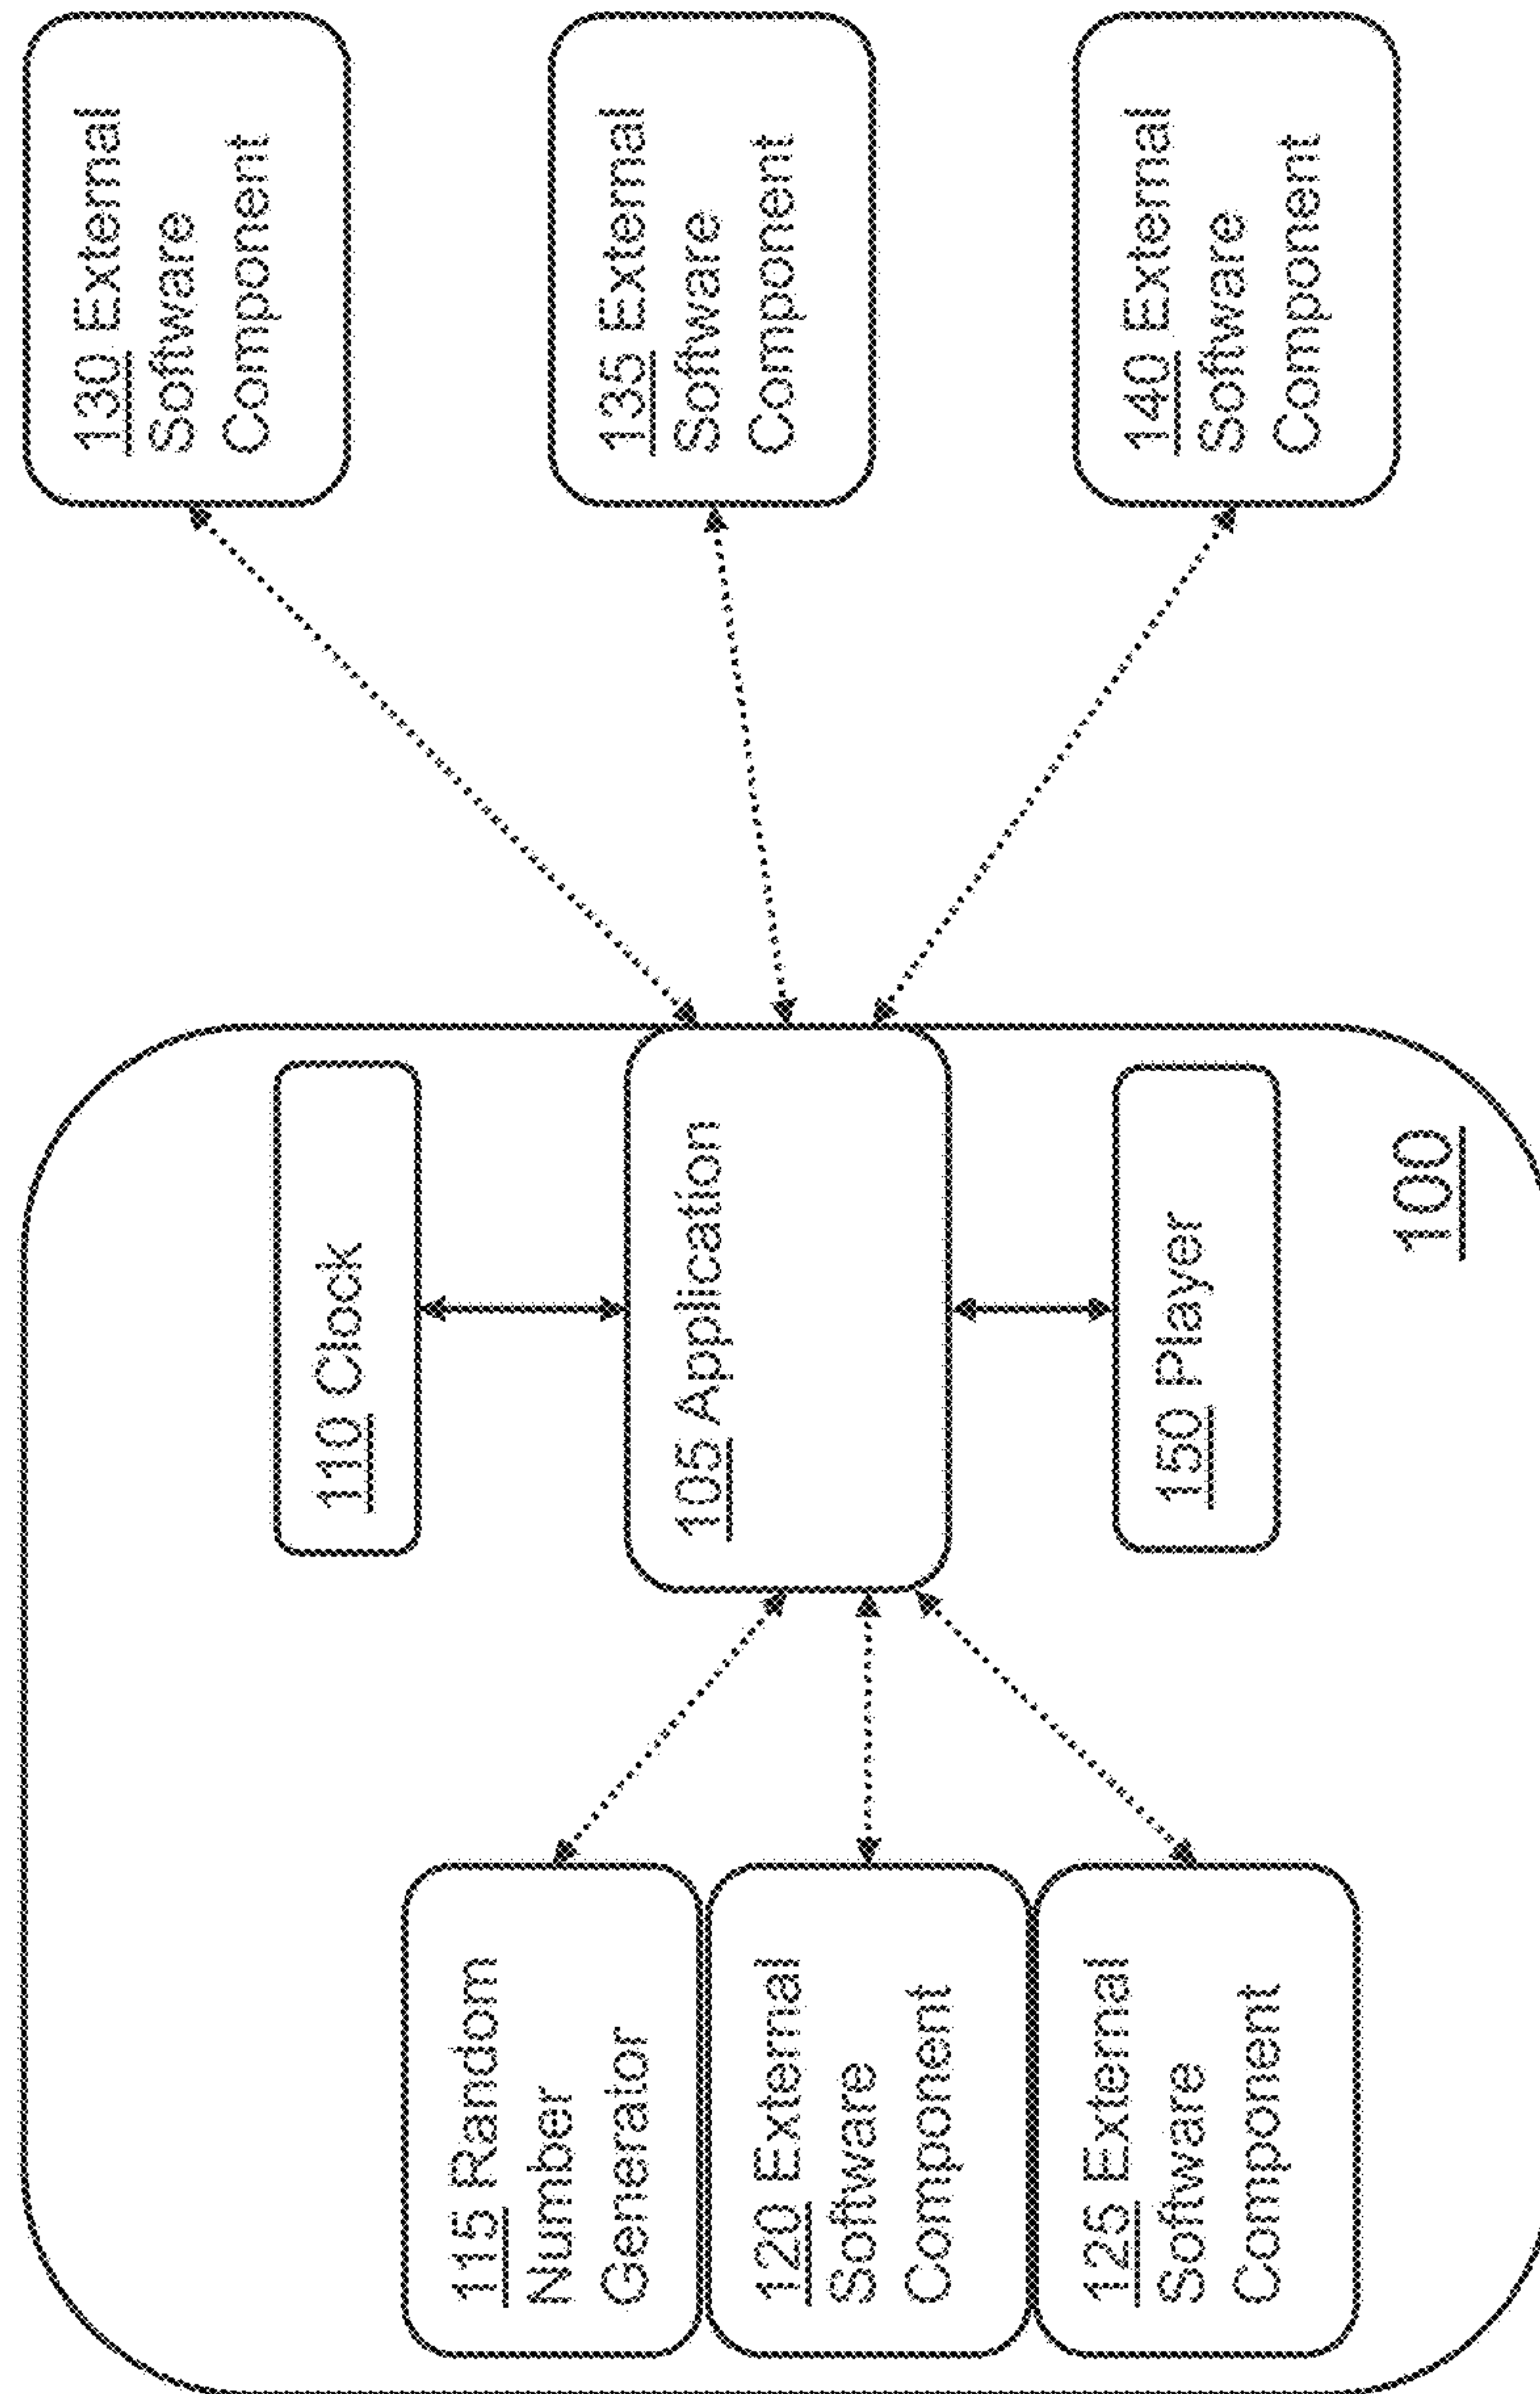 115 Random
Number
Generator
120 External
Software
Component
125 External
Software
Component
110 Clock
105 Application
150 Player
100
130 External
Software
Component
135 External
Software
Component
140 External
Software
Component